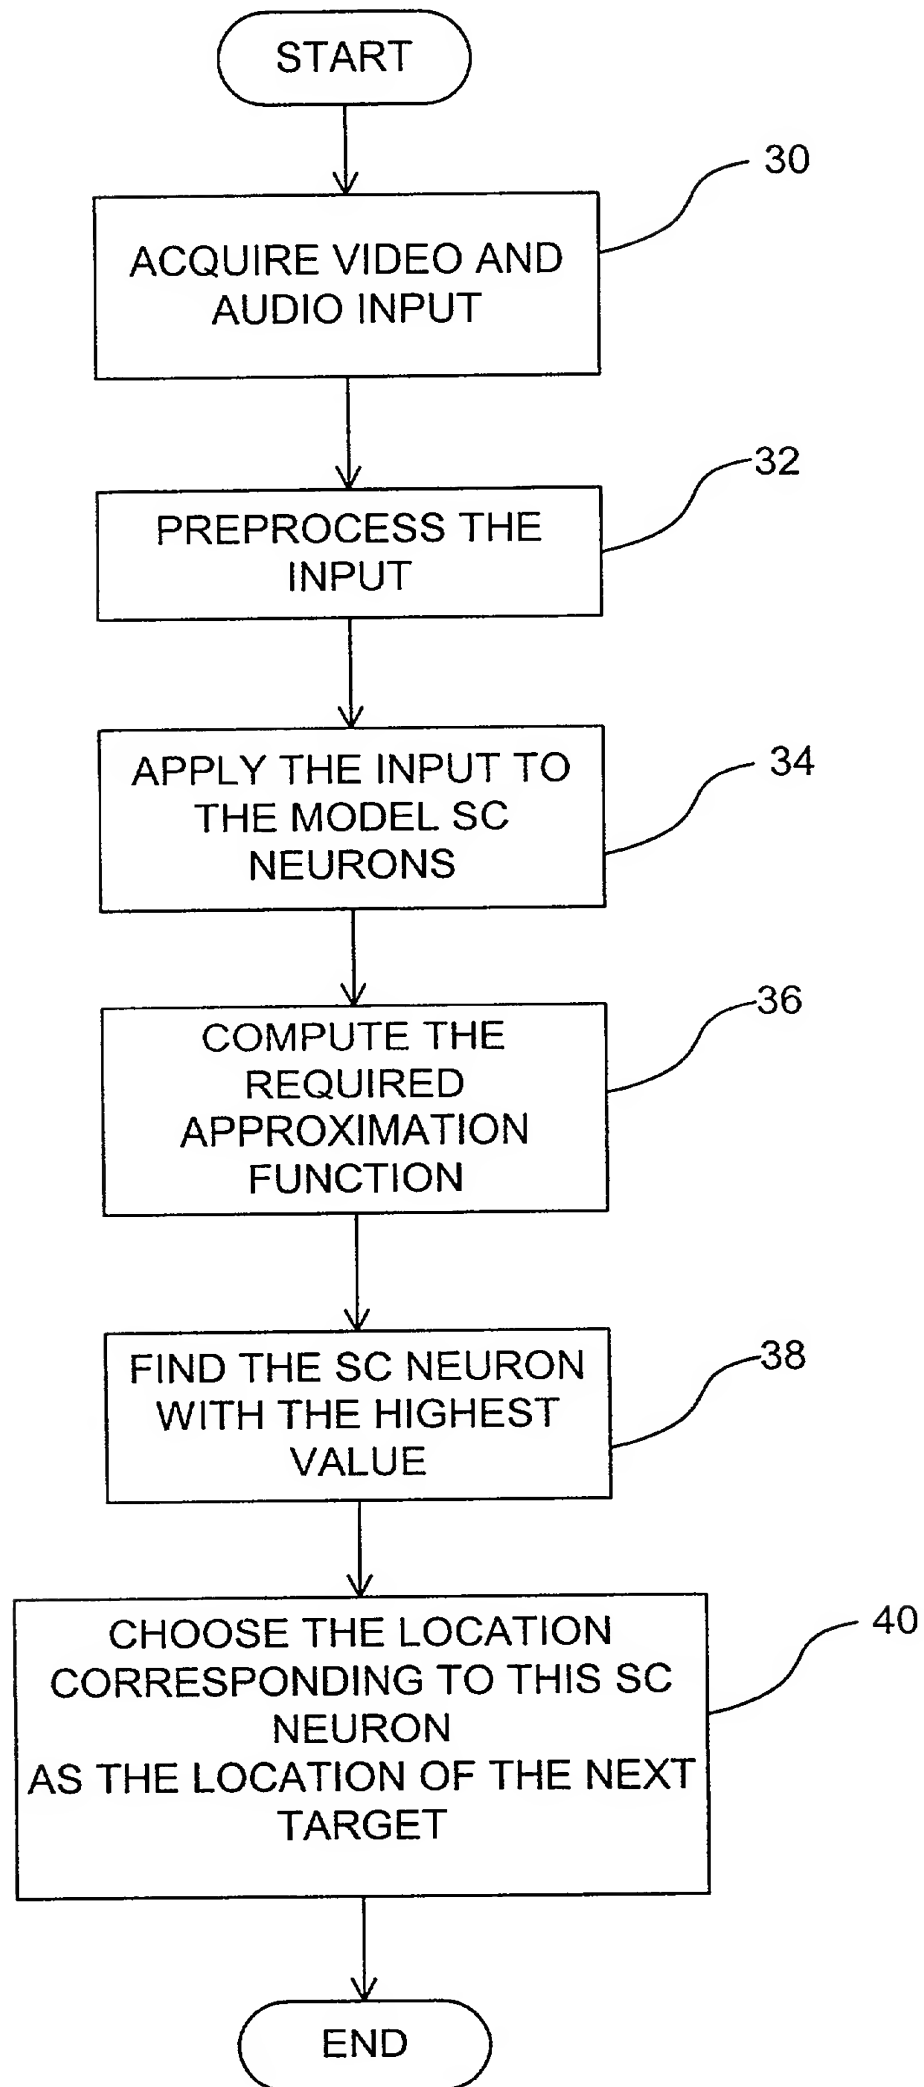 START
30
ACQUIRE VIDEO AND
AUDIO INPUT
32
PREPROCESS THE
INPUT
34
APPLY THE INPUT TO
THE MODEL SC
NEURONS
36
COMPUTE THE
REQUIRED
APPROXIMATION
FUNCTION
38
FIND THE SC NEURON
WITH THE HIGHEST
VALUE
40
CHOOSE THE LOCATION
CORRESPONDING TO THIS SC
NEURON
AS THE LOCATION OF THE NEXT
TARGET
END